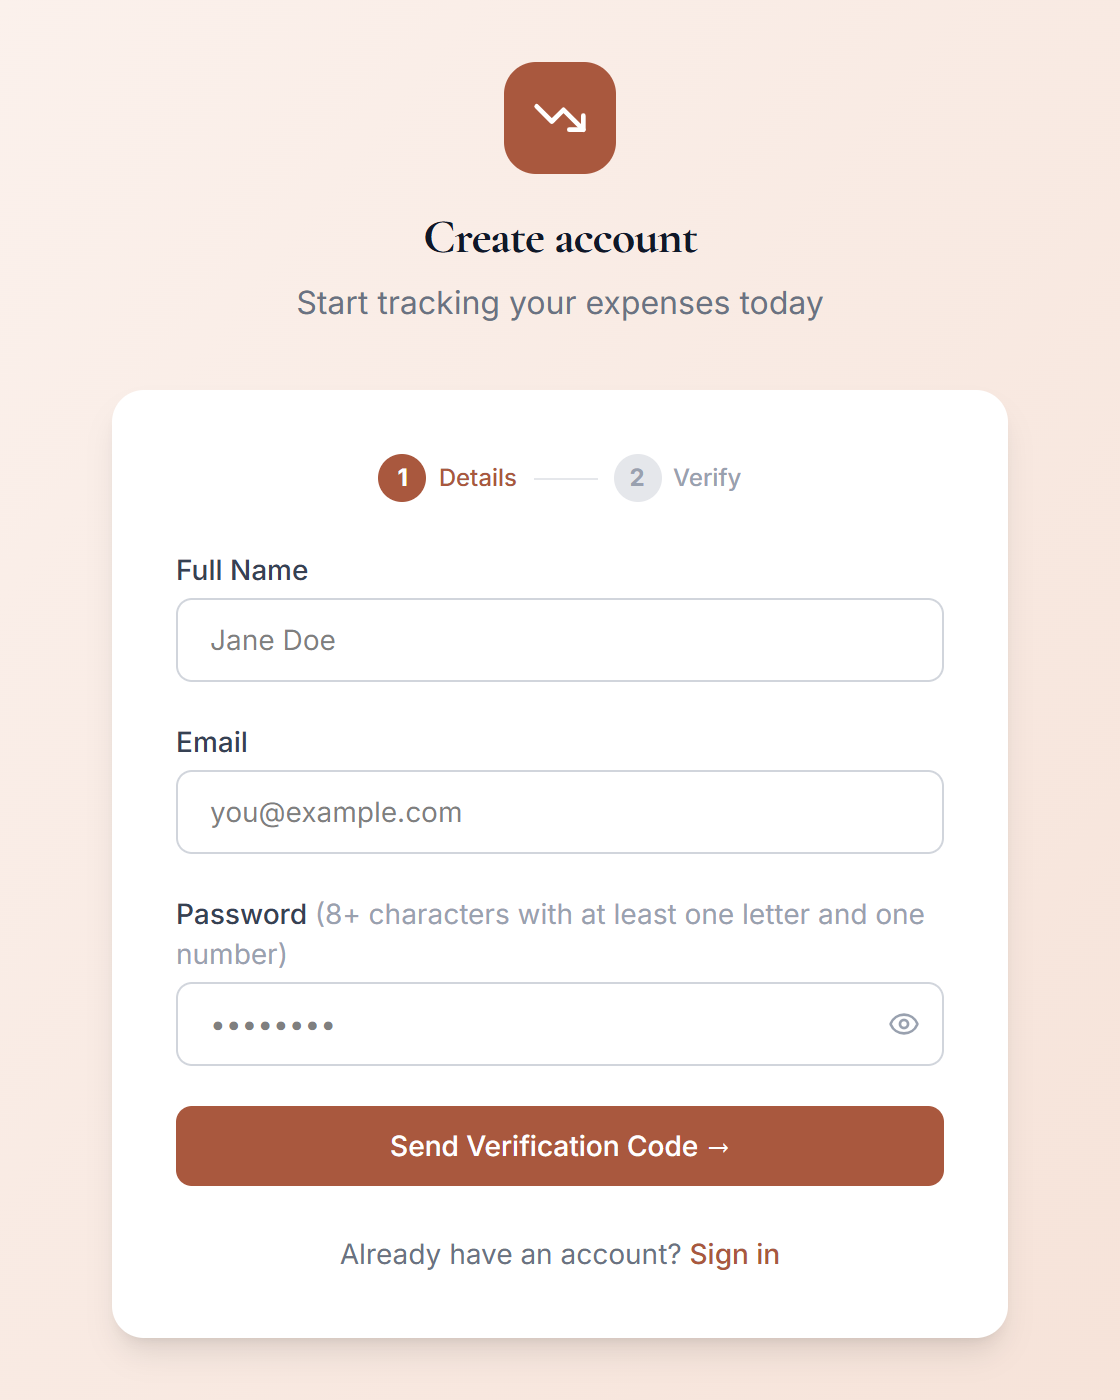 Create account
Start tracking your expenses today
1 Details 2 Verify
Full Name
Jane Doe
Email
you@example.com
Password (8+ characters with at least one letter and one
number)
••••••••
Send Verification Code →
Already have an account? Sign in